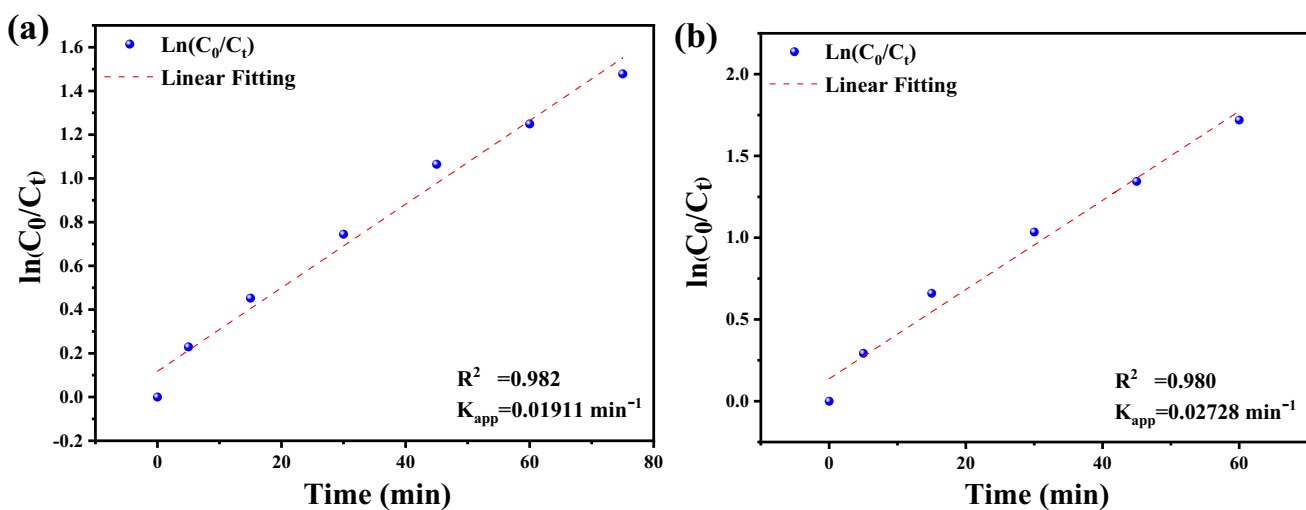 (a)
Ln(C₀/Cₜ)
Linear Fitting
1.6
1.4
1.2
1.0
0.8
0.6
0.4
0.2
0.0
-0.2
ln(C₀/Cₜ)
R² =0.982
K_app=0.01911 min⁻¹
0 20 40 60 80
Time (min)
(b)
Ln(C₀/Cₜ)
Linear Fitting
2.0
1.5
1.0
0.5
0.0
ln(C₀/Cₜ)
R² =0.980
K_app=0.02728 min⁻¹
0 20 40 60
Time (min)